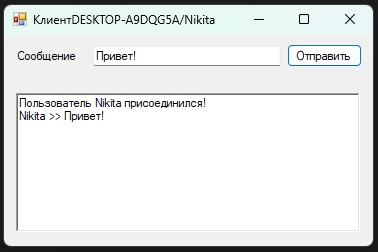 КлиентDESKTOP-A9DQG5A/Nikita
Сообщение Привет! Отправить
Пользователь Nikita присоединился!
Nikita >> Привет!